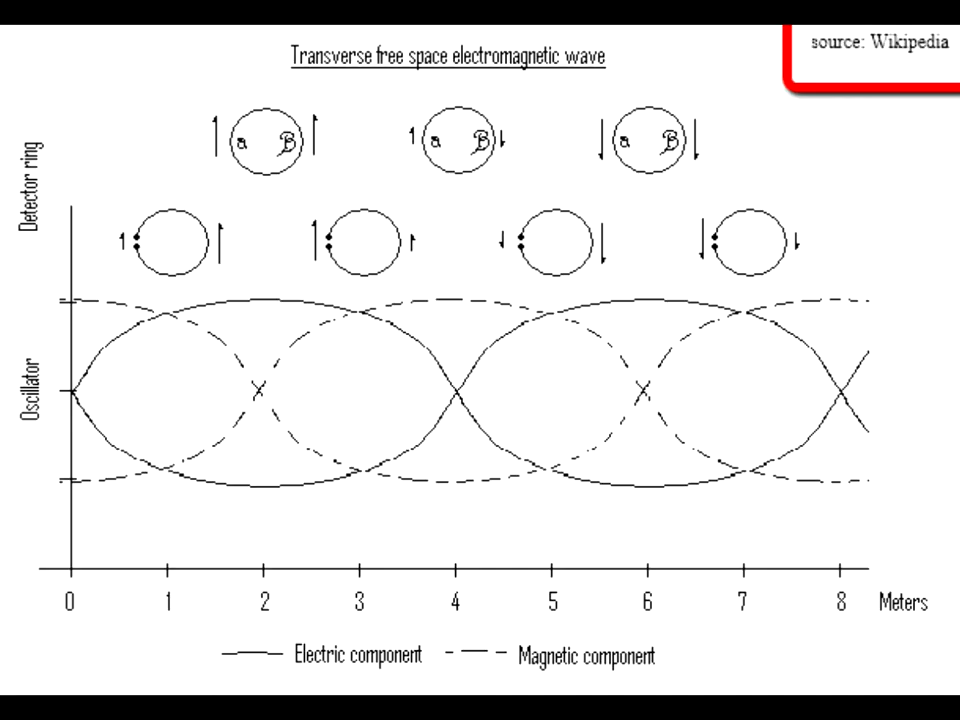 source: Wikipedia
Transverse free space electromagnetic wave
Detector ring
a B a B a B
Oscillator
0 1 2 3 4 5 6 7 8 Meters
Electric component Magnetic component